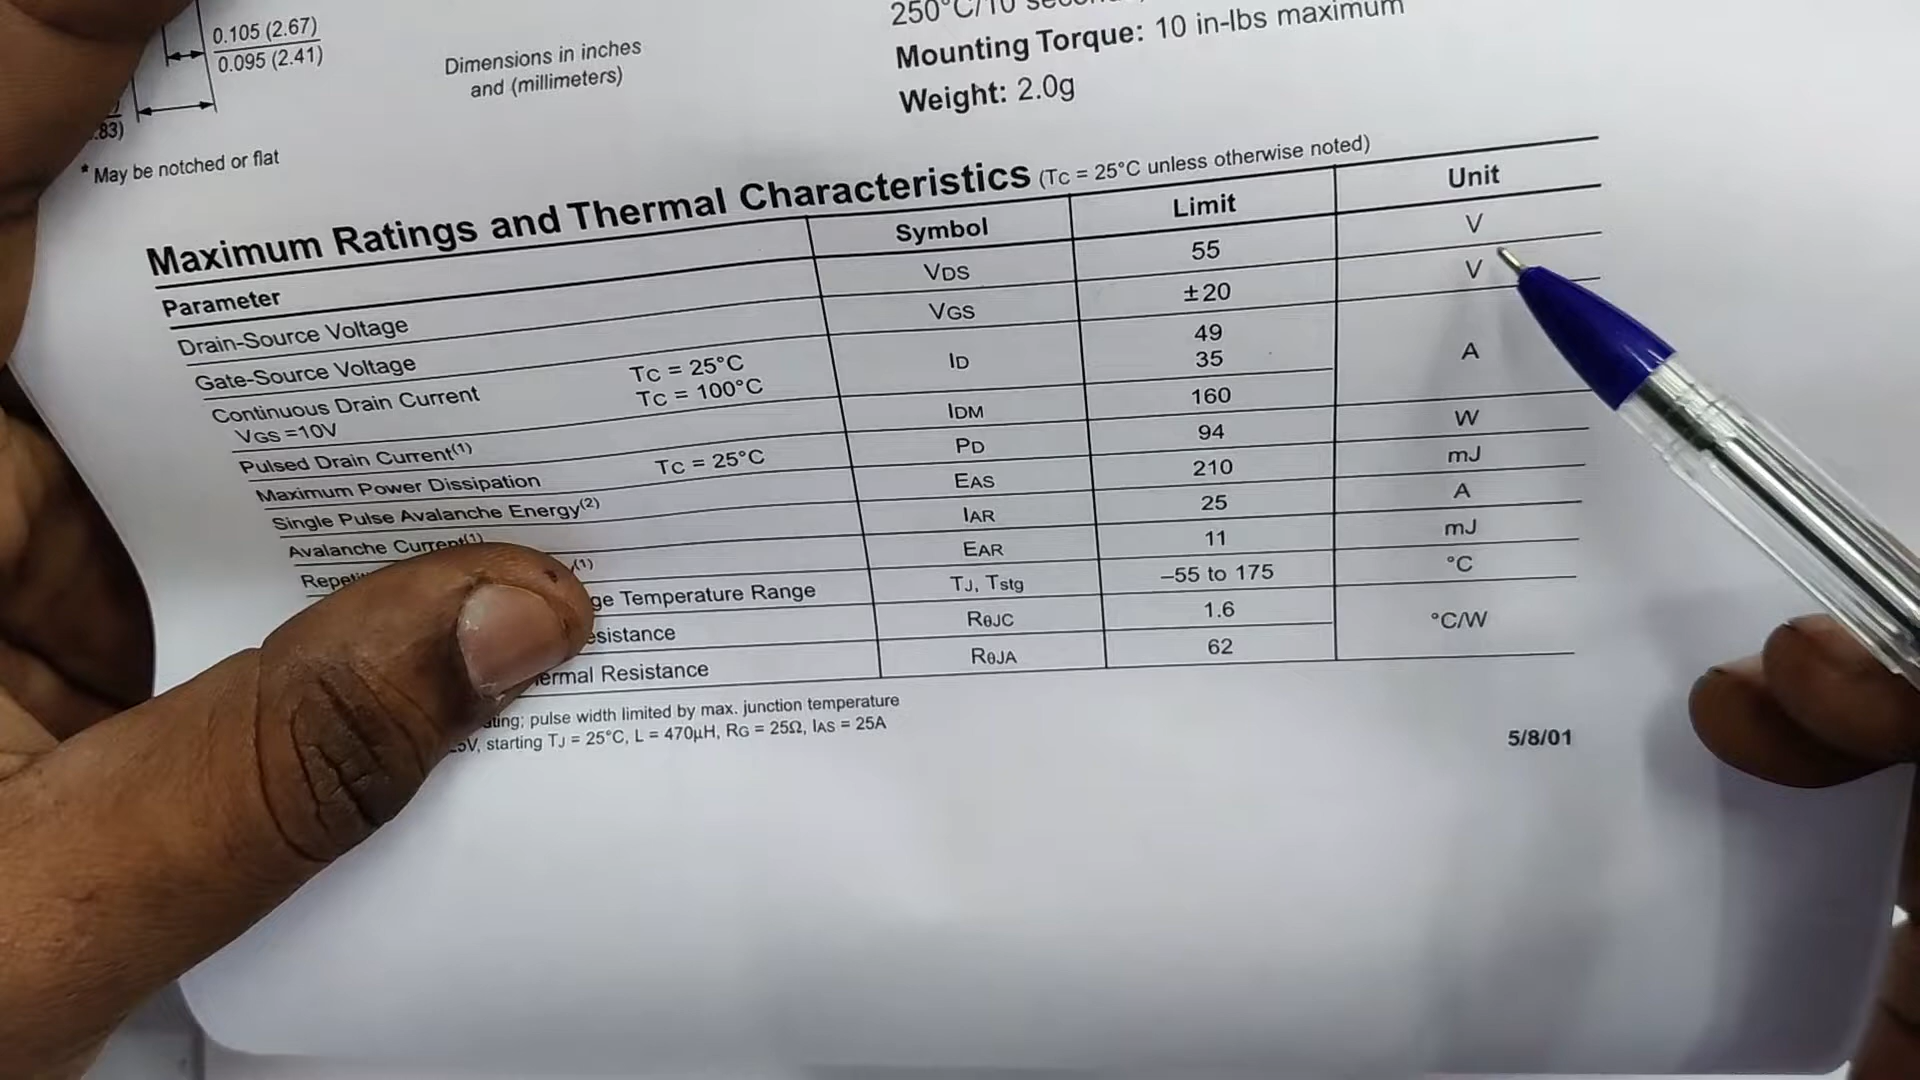 0.105 (2.67)
0.095 (2.41)
.83)
* May be notched or flat
Dimensions in inches
and (millimeters)
250°C/10
Mounting Torque: 10 in-lbs maximum
Weight: 2.0g
Maximum Ratings and Thermal Characteristics (TC = 25°C unless otherwise noted)
Parameter Symbol Limit Unit
Drain-Source Voltage VDS 55 V
Gate-Source Voltage VGS ±20 V
Continuous Drain Current TC = 25°C ID 49 A
VGS =10V TC = 100°C 35
Pulsed Drain Current(1) IDM 160
Maximum Power Dissipation TC = 25°C PD 94 W
Single Pulse Avalanche Energy(2) EAS 210 mJ
Avalanche Current(1) IAR 25 A
(1) EAR 11 mJ
Temperature Range TJ, Tstg –55 to 175 °C
RθJC 1.6 °C/W
Resistance RθJA 62
pulse width limited by max. junction temperature
starting TJ = 25°C, L = 470μH, RG = 25Ω, IAS = 25A
5/8/01